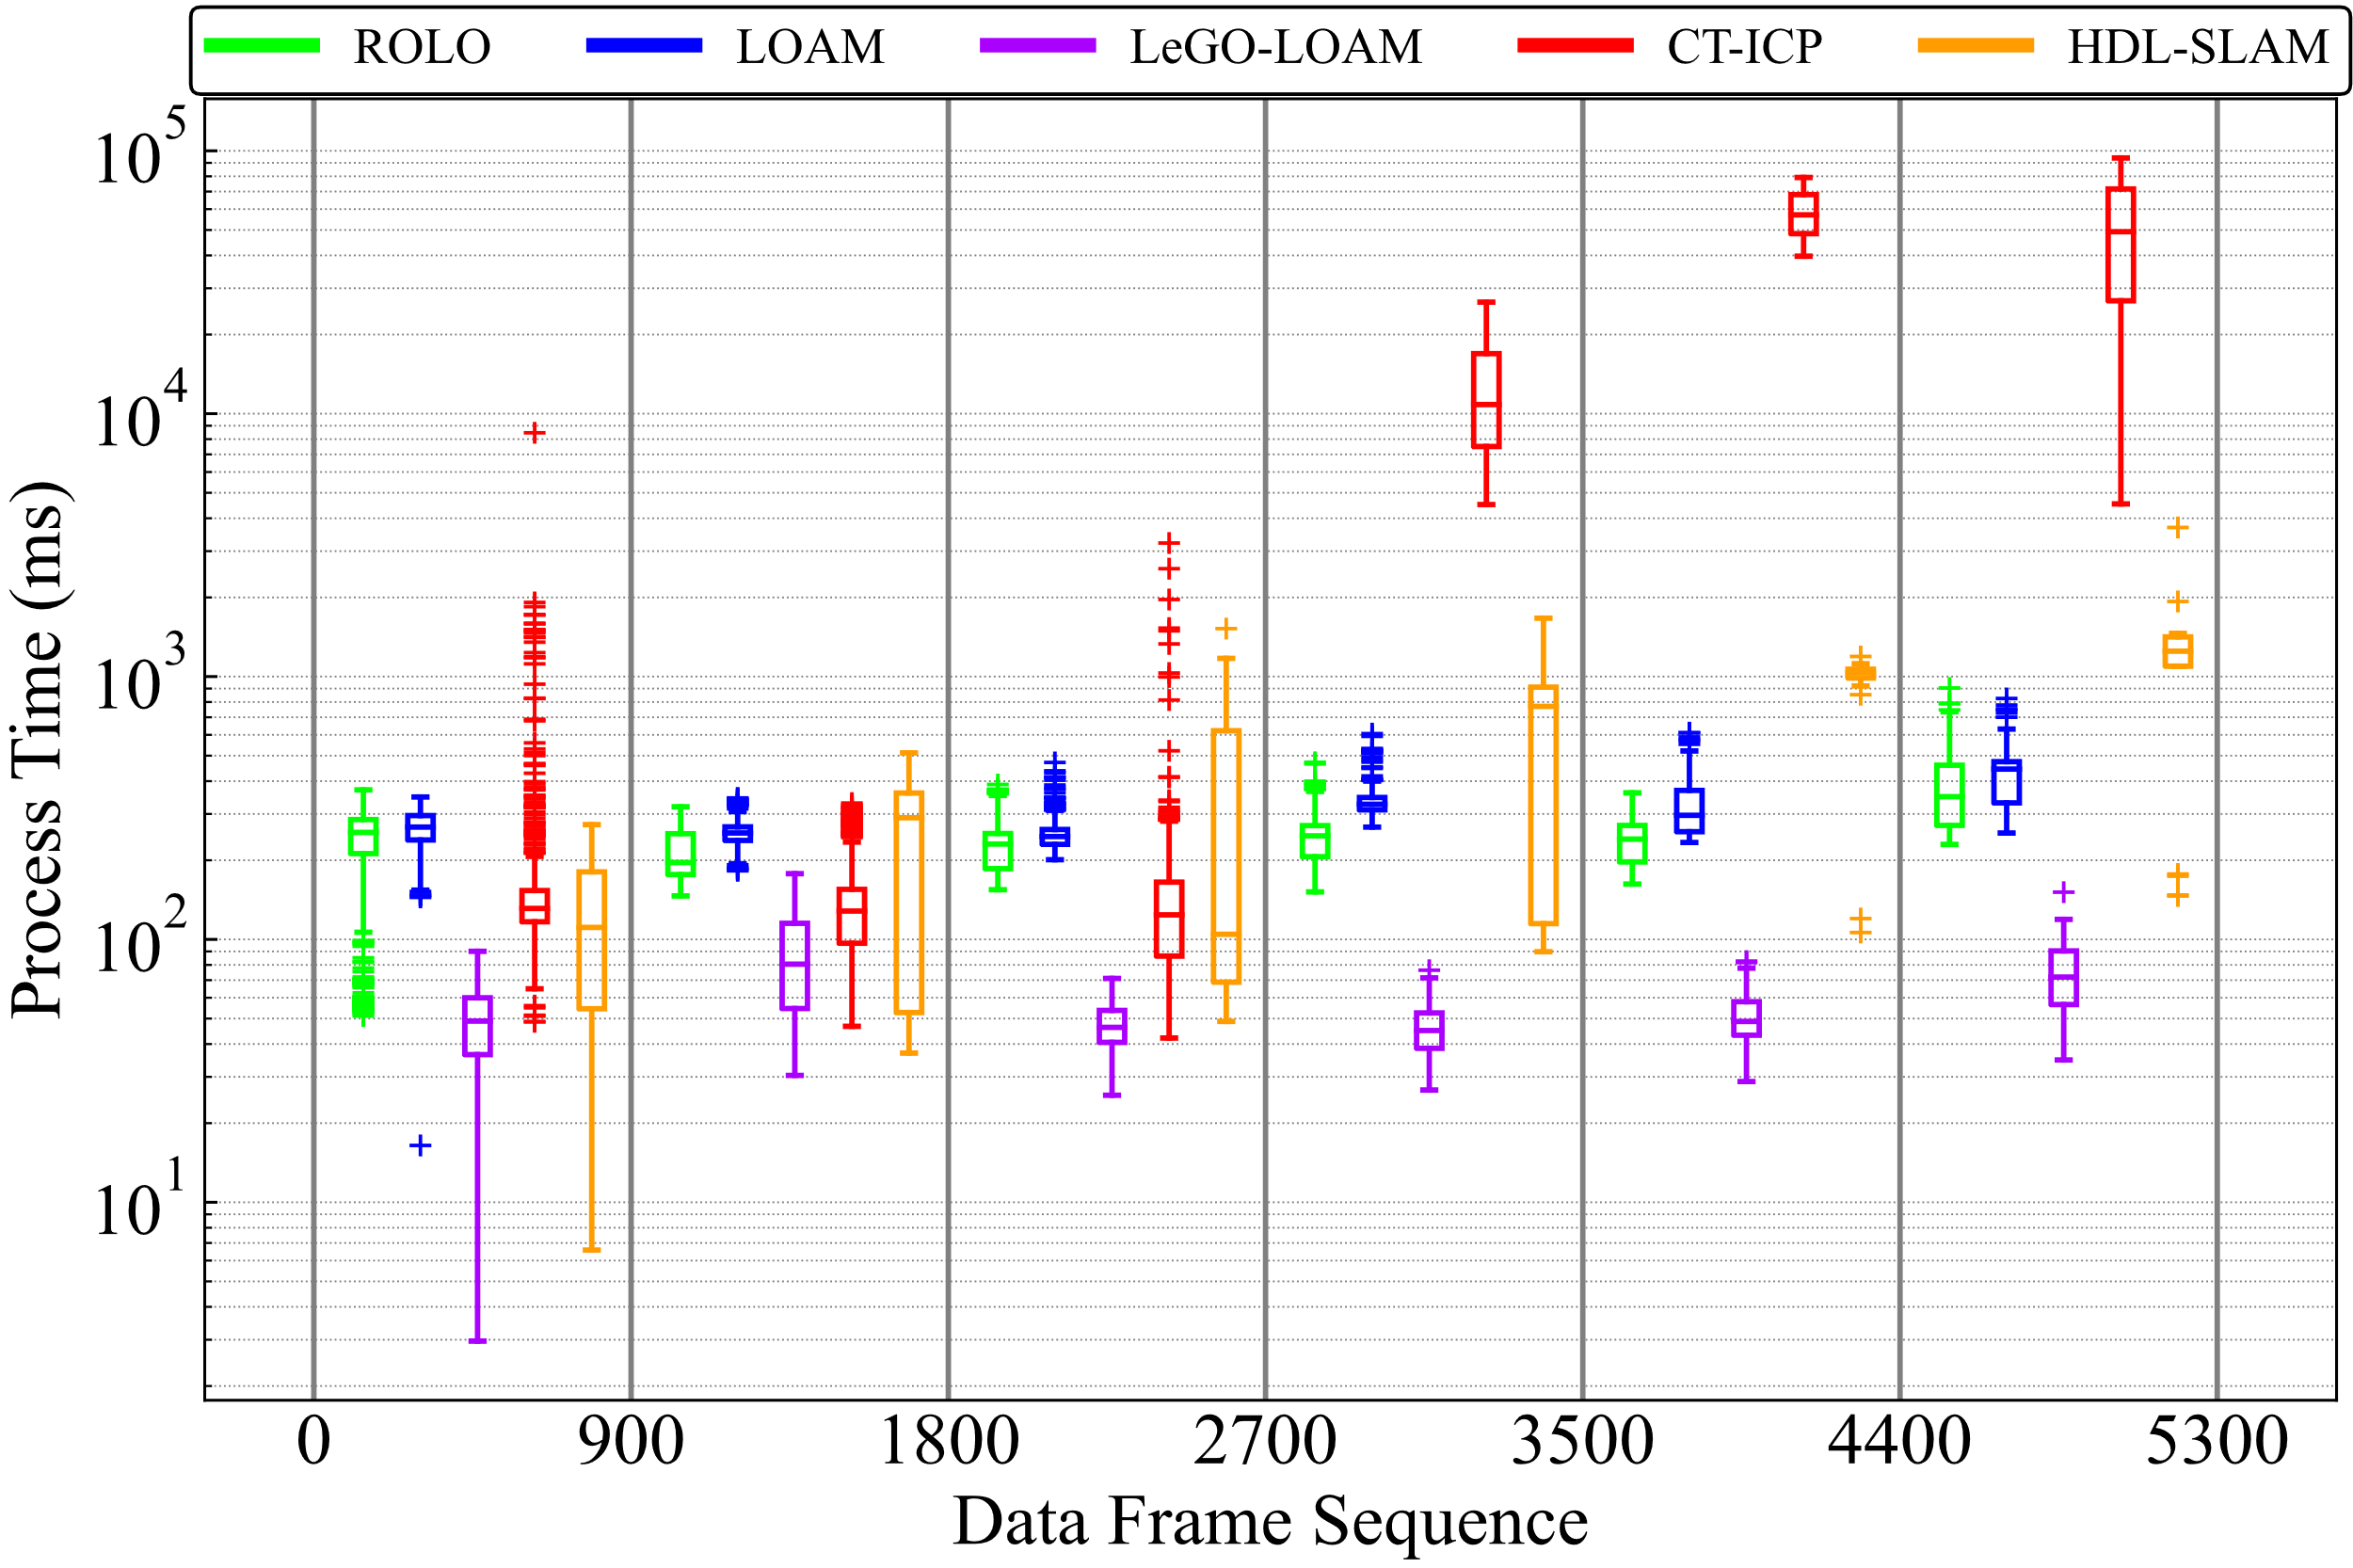 ROLO LOAM LeGO-LOAM CT-ICP HDL-SLAM
10^5
10^4
10^3
10^2
10^1
Process Time (ms)
0 900 1800 2700 3500 4400 5300
Data Frame Sequence